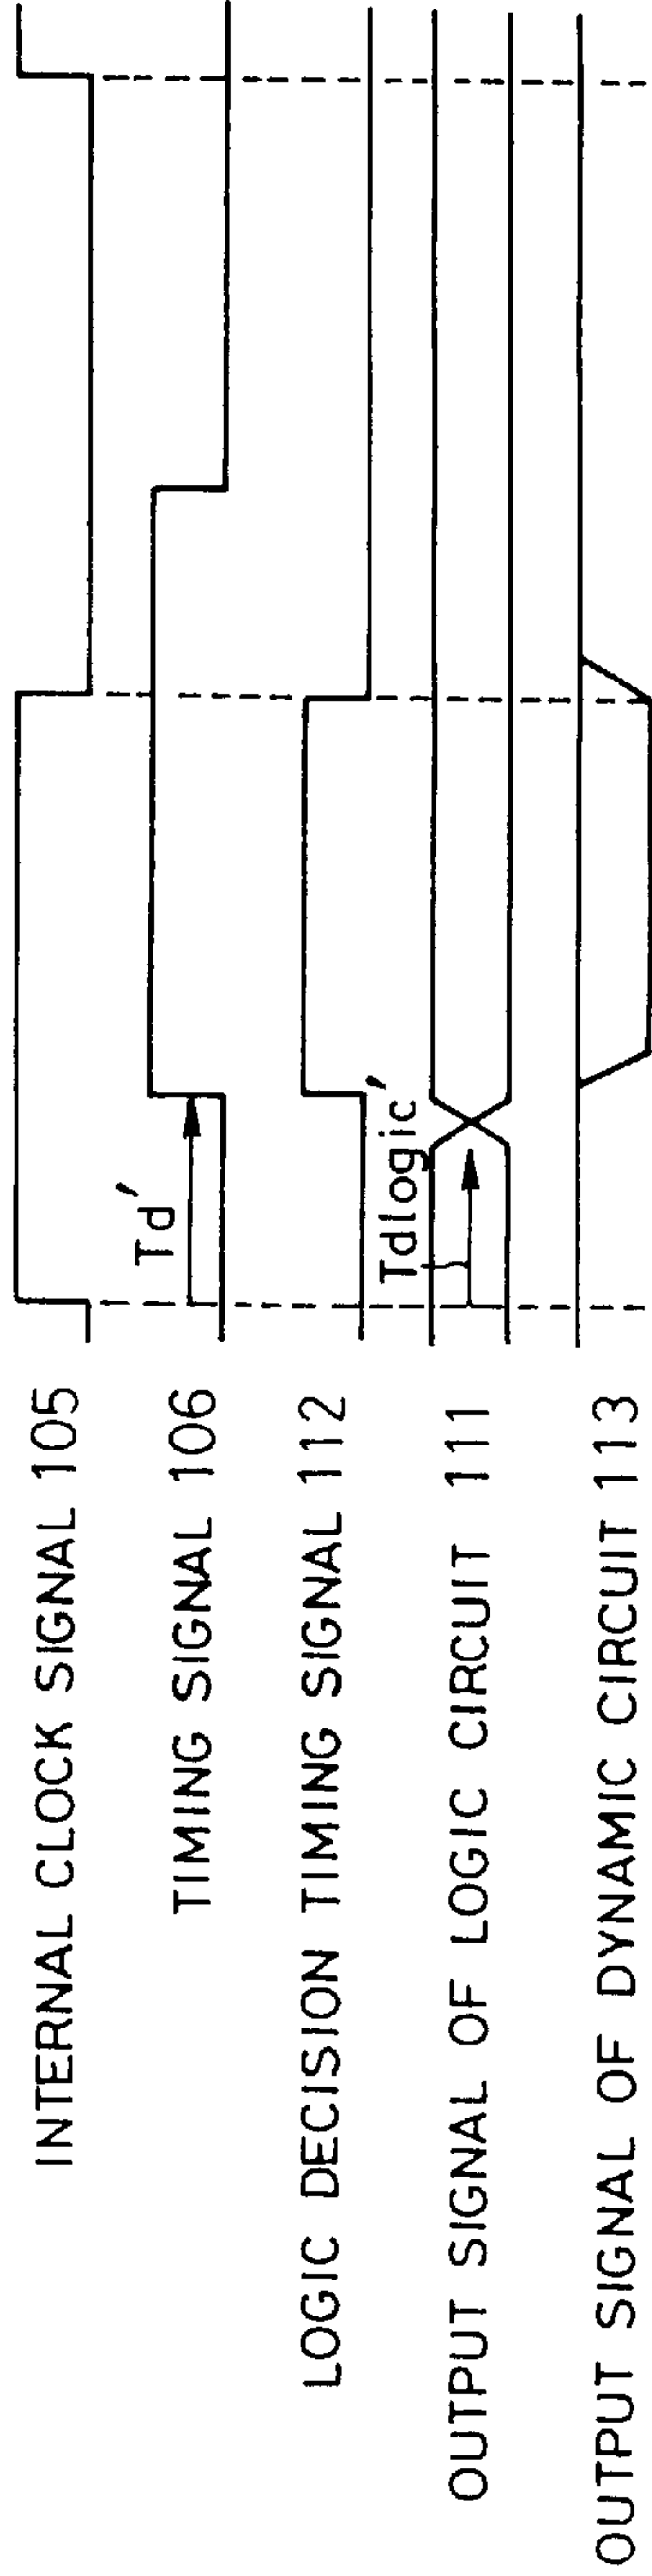 INTERNAL CLOCK SIGNAL 105
Td'
TIMING SIGNAL 106
LOGIC DECISION TIMING SIGNAL 112
Tdlogic'
OUTPUT SIGNAL OF LOGIC CIRCUIT 111
OUTPUT SIGNAL OF DYNAMIC CIRCUIT 113